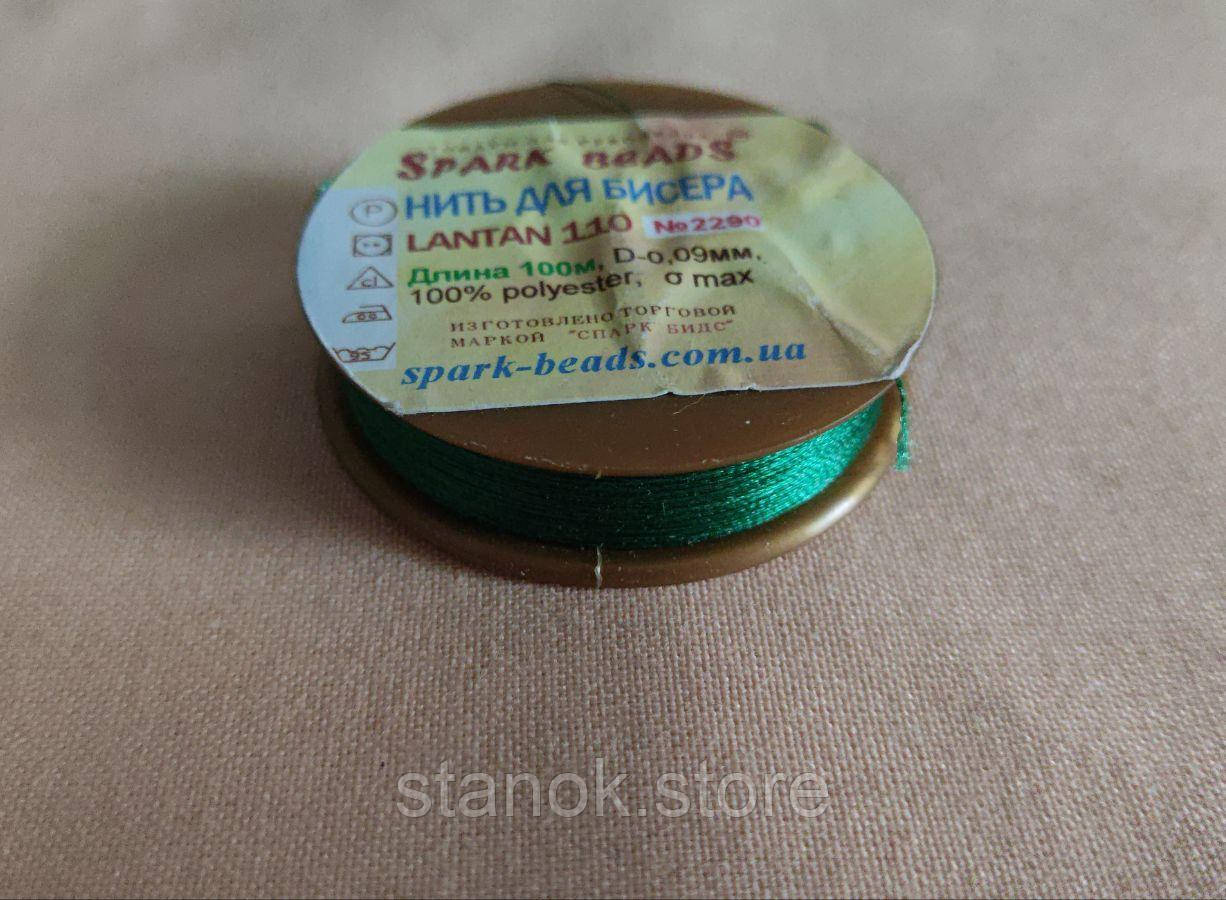 SPARK BEADS®
P
НИТЬ ДЛЯ БИСЕРА
LANTAN 110 №2290
cl
Длина 100м, D-0,09мм.
100% polyester, σ max
ИЗГОТОВЛЕНО ТОРГОВОЙ
МАРКОЙ "СПАРК БИДС"
95
spark-beads.com.ua
stanok.store